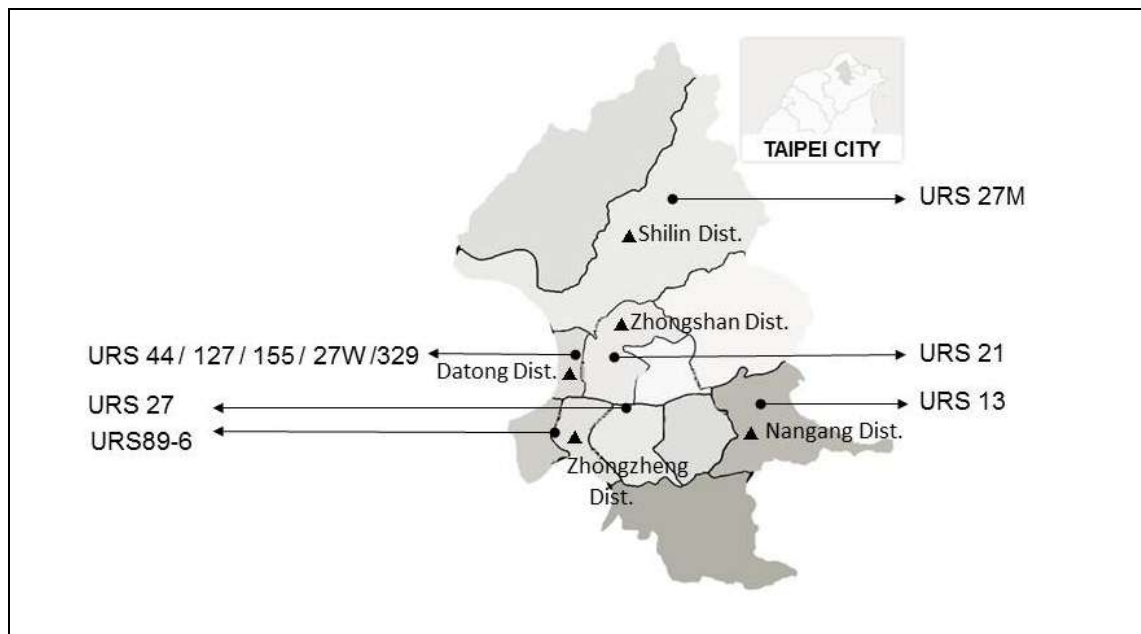 TAIPEI CITY
URS 27M
Shilin Dist.
Zhongshan Dist.
URS 44 / 127 / 155 / 27W /329
URS 21
Datong Dist.
URS 27
URS 13
URS89-6
Nangang Dist.
Zhongzheng
Dist.